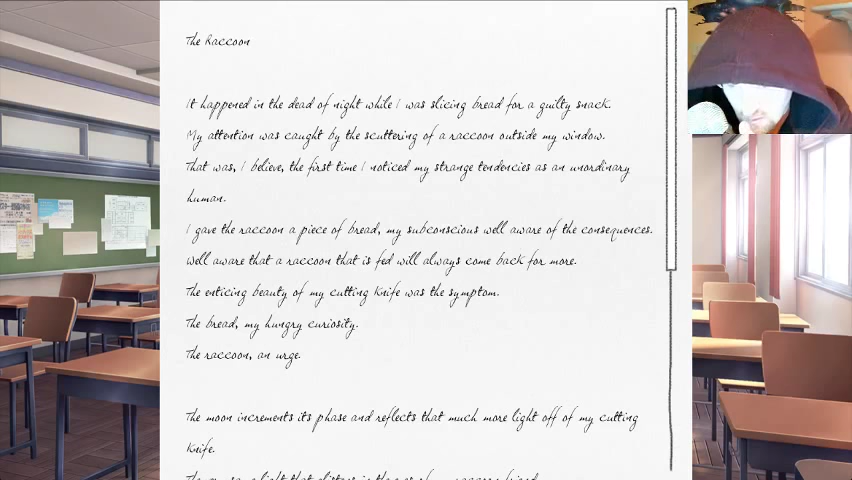 The Raccoon
It happened in the dead of night while I was slicing bread for a guilty snack.
My attention was caught by the scuttering of a raccoon outside my window.
That was, I believe, the first time I noticed my strange tendencies as an unordinary
human.
I gave the raccoon a piece of bread, my subconscious well aware of the consequences.
Well aware that a raccoon that is fed will always come back for more.
The enticing beauty of my cutting knife was the symptom.
The bread, my hungry curiosity.
The raccoon, an urge.
The moon increments its phase and reflects that much more light off of my cutting
knife.